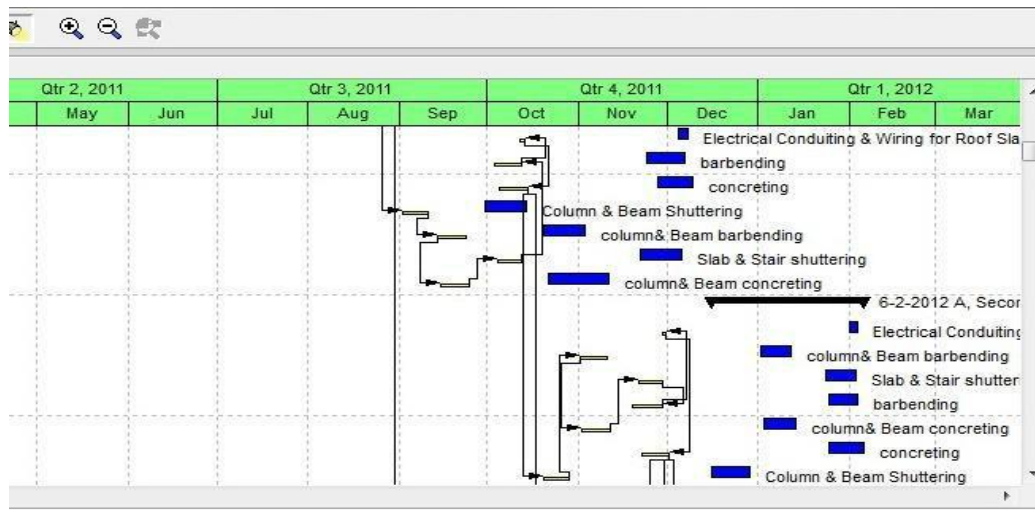 Qtr 2, 2011 Qtr 3, 2011 Qtr 4, 2011 Qtr 1, 2012
May Jun Jul Aug Sep Oct Nov Dec Jan Feb Mar
Electrical Conduiting & Wiring for Roof Sla
barbending
concreting
Column & Beam Shuttering
column& Beam barbending
Slab & Stair shuttering
column& Beam concreting
6-2-2012 A, Secon
Electrical Conduiting
column& Beam barbending
Slab & Stair shutter
barbending
column& Beam concreting
concreting
Column & Beam Shuttering